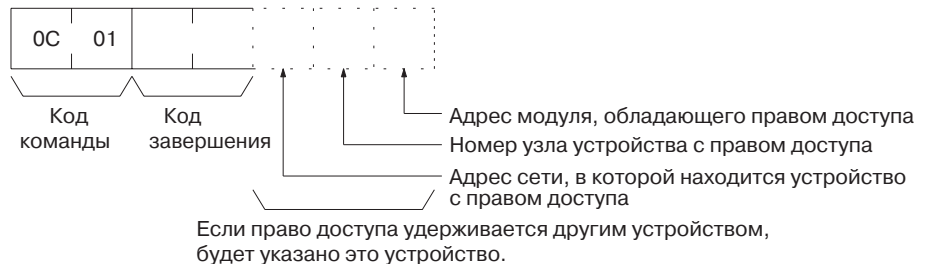 0C 01
Код команды
Код завершения
Адрес модуля, обладающего правом доступа
Номер узла устройства с правом доступа
Адрес сети, в которой находится устройство
с правом доступа
Если право доступа удерживается другим устройством,
будет указано это устройство.